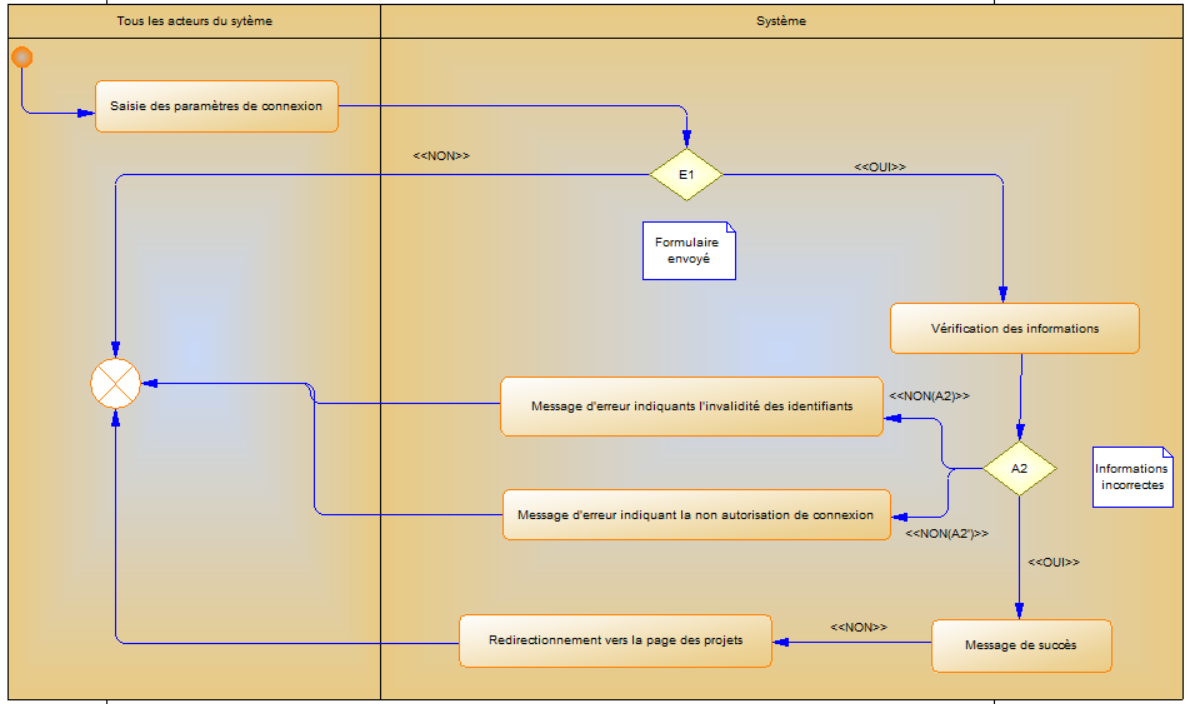 Tous les acteurs du sytème
Système
Saisie des paramètres de connexion
<<NON>>
E1
<<OUI>>
Formulaire
envoyé
Vérification des informations
Message d'erreur indiquants l'invalidité des identifiants
<<NON(A2)>>
A2
Informations
incorrectes
Message d'erreur indiquant la non autorisation de connexion
<<NON(A2')>>
<<OUI>>
Redirectionnement vers la page des projets
<<NON>>
Message de succès